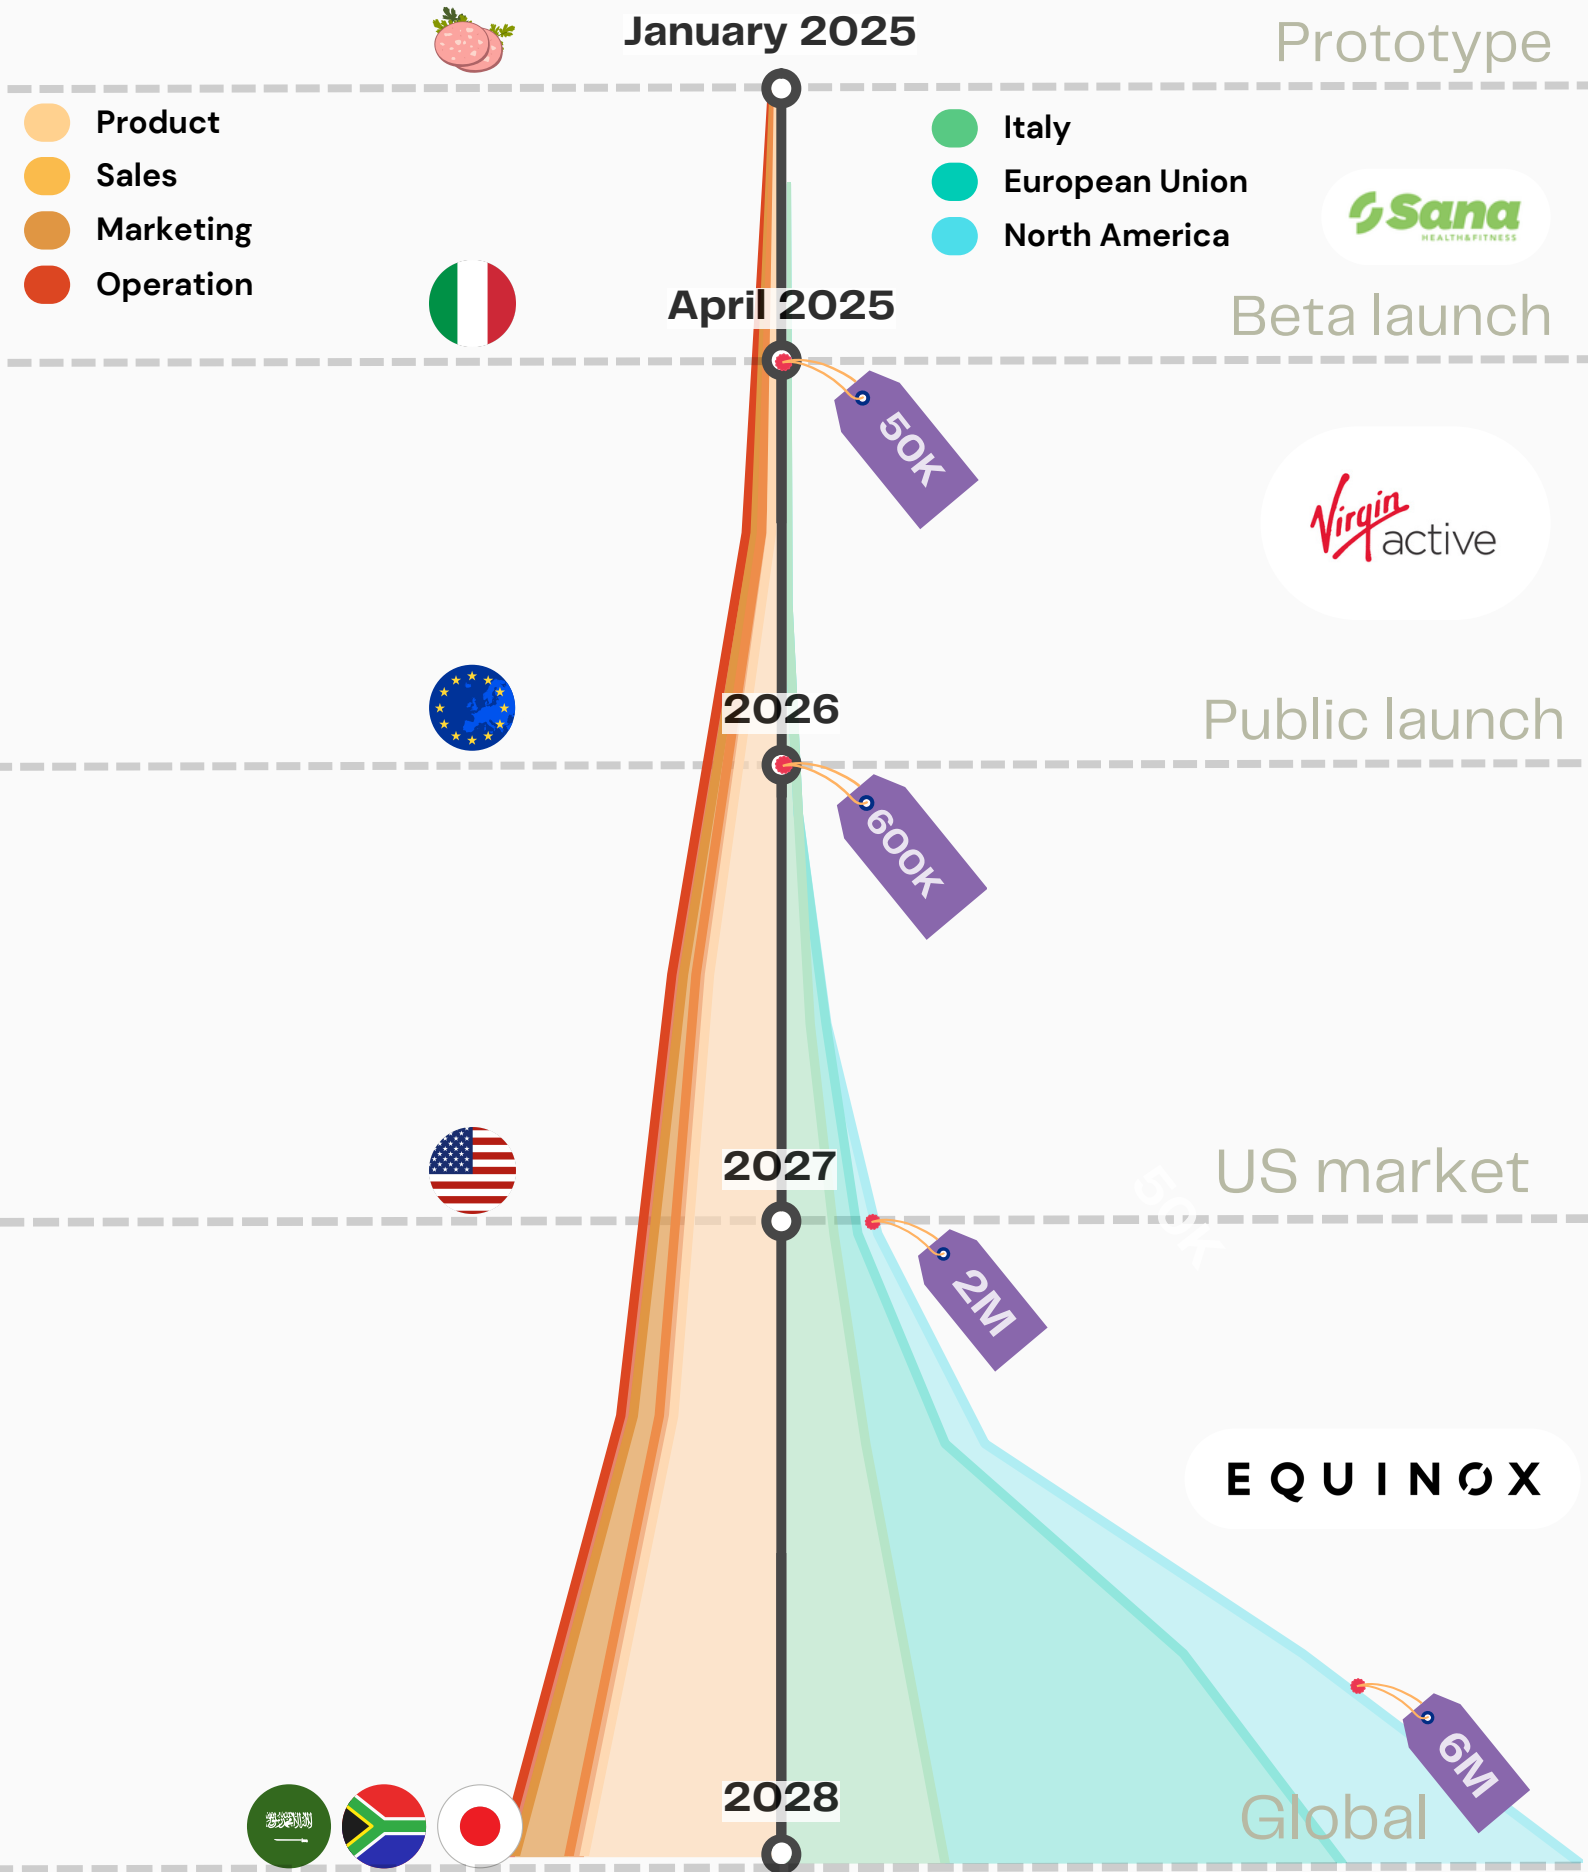 January 2025
Prototype
Product
Sales
Marketing
Operation
Italy
European Union
North America
Sana
HEALTH&FITNESS
April 2025
Beta launch
50K
Virgin
active
2026
Public launch
600K
2027
US market
50K
2M
EQUINOX
6M
2028
Global